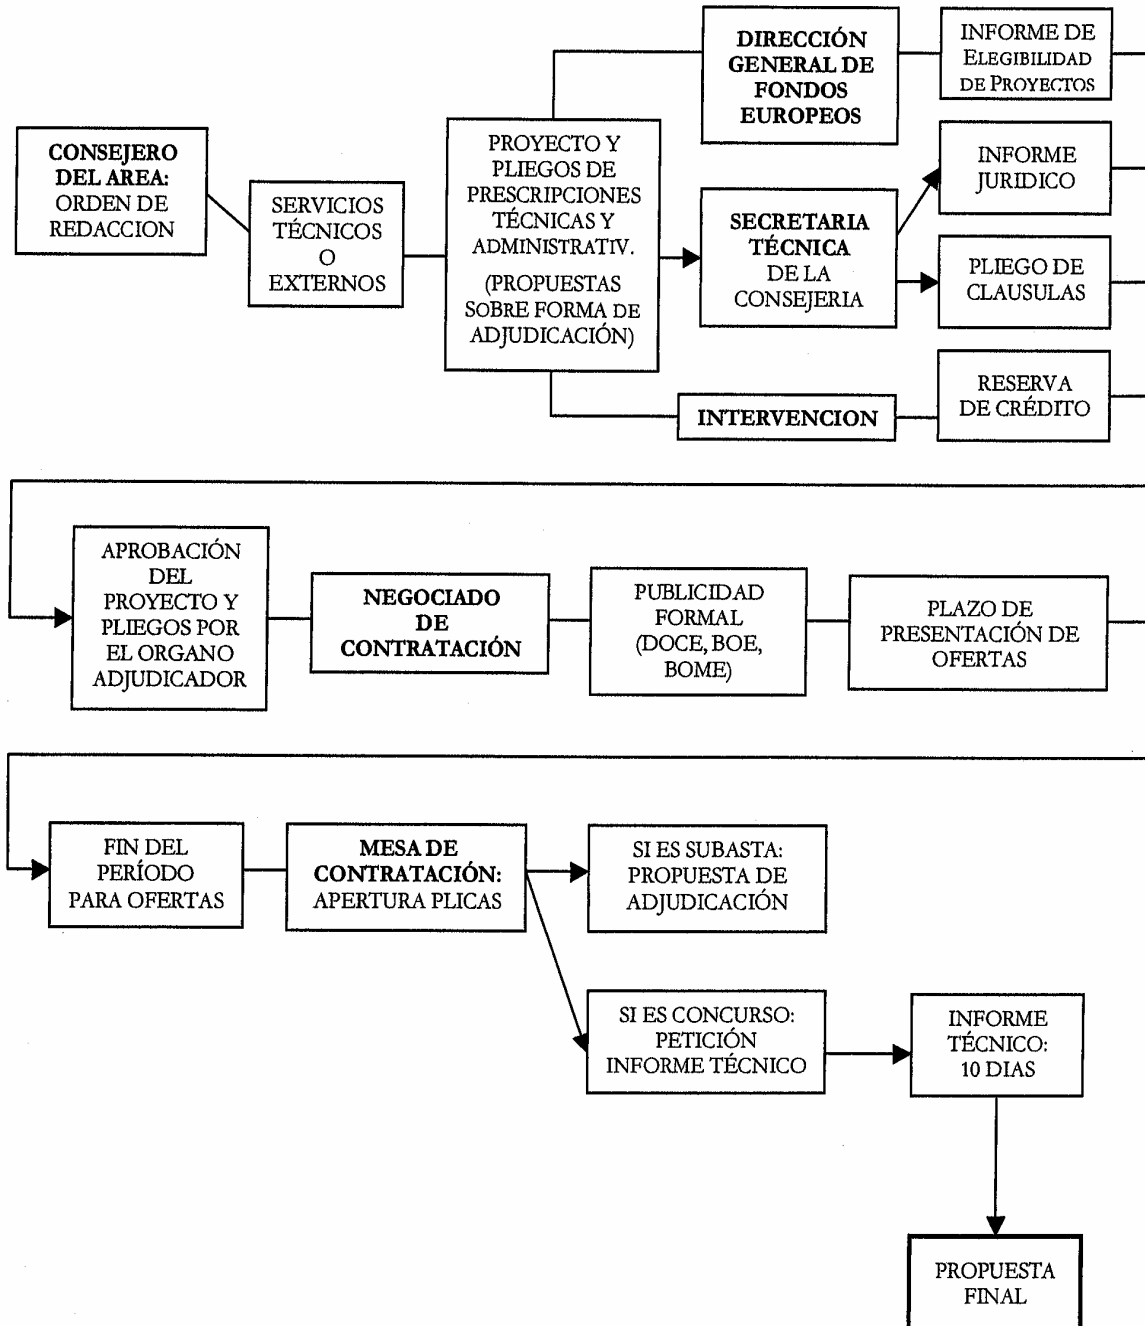 CONSEJERO
DEL AREA:
ORDEN DE
REDACCION
SERVICIOS
TÉCNICOS
O
EXTERNOS
PROYECTO Y
PLIEGOS DE
PRESCRIPCIONES
TÉCNICAS Y
ADMINISTRATIV.
(PROPUESTAS
SOBRE FORMA DE
ADJUDICACIÓN)
DIRECCIÓN
GENERAL DE
FONDOS
EUROPEOS
INFORME DE
ELEGIBILIDAD
DE PROYECTOS
SECRETARIA
TÉCNICA
DE LA
CONSEJERIA
INFORME
JURIDICO
PLIEGO DE
CLAUSULAS
INTERVENCION
RESERVA
DE CRÉDITO
APROBACIÓN
DEL
PROYECTO Y
PLIEGOS POR
EL ORGANO
ADJUDICADOR
NEGOCIADO
DE
CONTRATACIÓN
PUBLICIDAD
FORMAL
(DOCE, BOE,
BOME)
PLAZO DE
PRESENTACIÓN DE
OFERTAS
FIN DEL
PERÍODO
PARA OFERTAS
MESA DE
CONTRATACIÓN:
APERTURA PLICAS
SI ES SUBASTA:
PROPUESTA DE
ADJUDICACIÓN
SI ES CONCURSO:
PETICIÓN
INFORME TÉCNICO
INFORME
TÉCNICO:
10 DIAS
PROPUESTA
FINAL